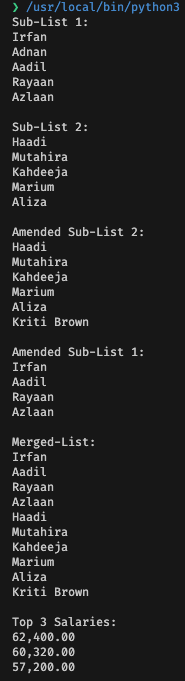 ❯ /usr/local/bin/python3
Sub-List 1:
Irfan
Adnan
Aadil
Rayaan
Azlaan

Sub-List 2:
Haadi
Mutahira
Kahdeeja
Marium
Aliza

Amended Sub-List 2:
Haadi
Mutahira
Kahdeeja
Marium
Aliza
Kriti Brown

Amended Sub-List 1:
Irfan
Aadil
Rayaan
Azlaan

Merged-List:
Irfan
Aadil
Rayaan
Azlaan
Haadi
Mutahira
Kahdeeja
Marium
Aliza
Kriti Brown

Top 3 Salaries:
62,400.00
60,320.00
57,200.00